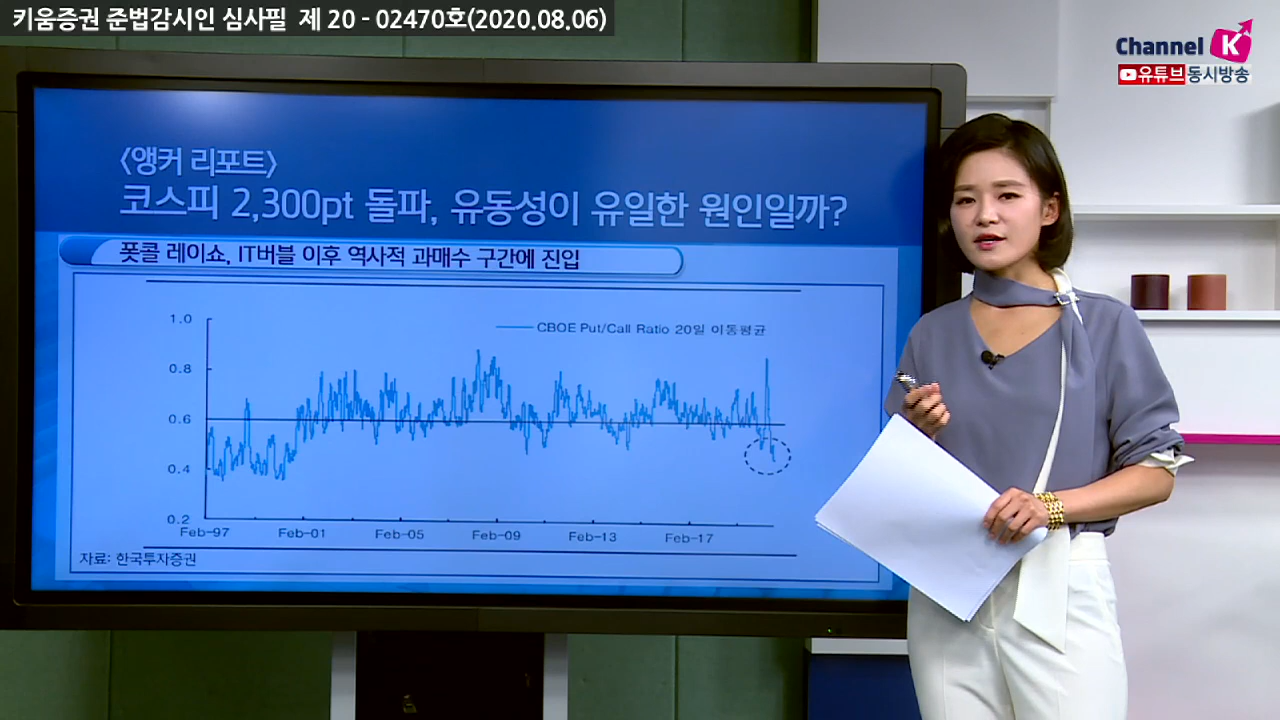 키움증권 준법감시인 심사필 제 20 - 02470호(2020.08.06)
Channel K
유튜브동시방송
<앵커 리포트>
코스피 2,300pt 돌파, 유동성이 유일한 원인일까?
풋콜 레이쇼, IT버블 이후 역사적 과매수 구간에 진입
CBOE Put/Call Ratio 20일 이동평균
1.0
0.8
0.6
0.4
0.2
Feb-97 Feb-01 Feb-05 Feb-09 Feb-13 Feb-17
자료: 한국투자증권